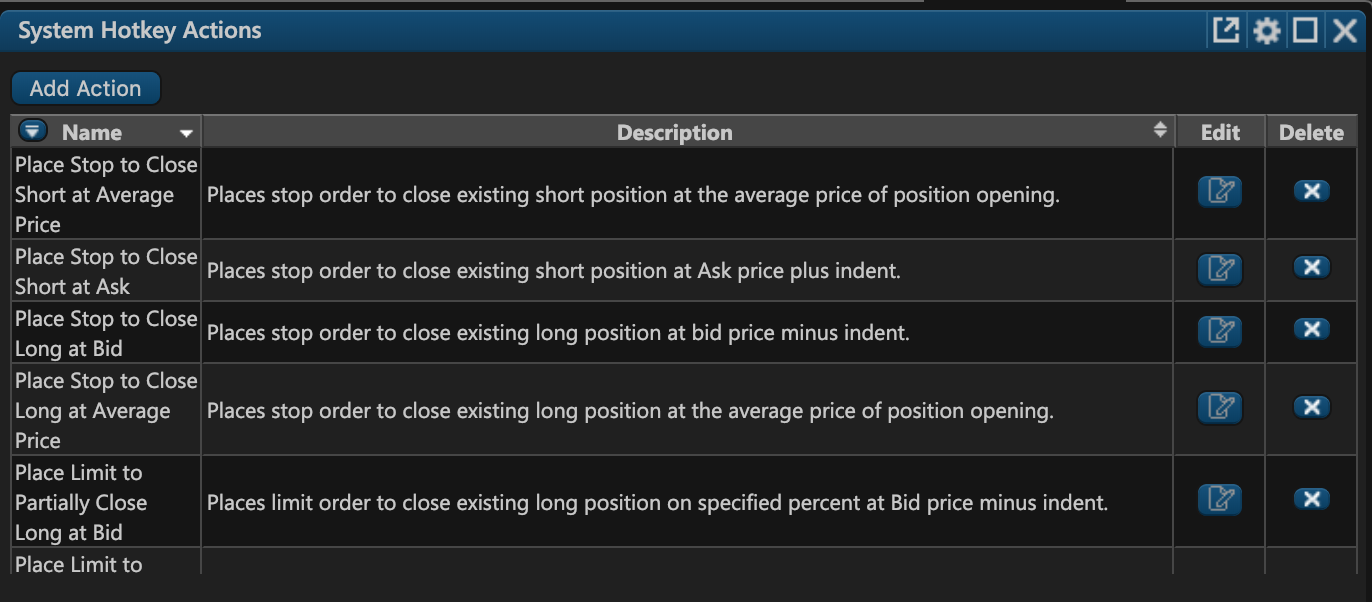 System Hotkey Actions
Add Action
Name Description Edit Delete
Place Stop to Close
Short at Average
Price
Places stop order to close existing short position at the average price of position opening.
Place Stop to Close
Short at Ask
Places stop order to close existing short position at Ask price plus indent.
Place Stop to Close
Long at Bid
Places stop order to close existing long position at bid price minus indent.
Place Stop to Close
Long at Average
Price
Places stop order to close existing long position at the average price of position opening.
Place Limit to
Partially Close
Long at Bid
Places limit order to close existing long position on specified percent at Bid price minus indent.
Place Limit to